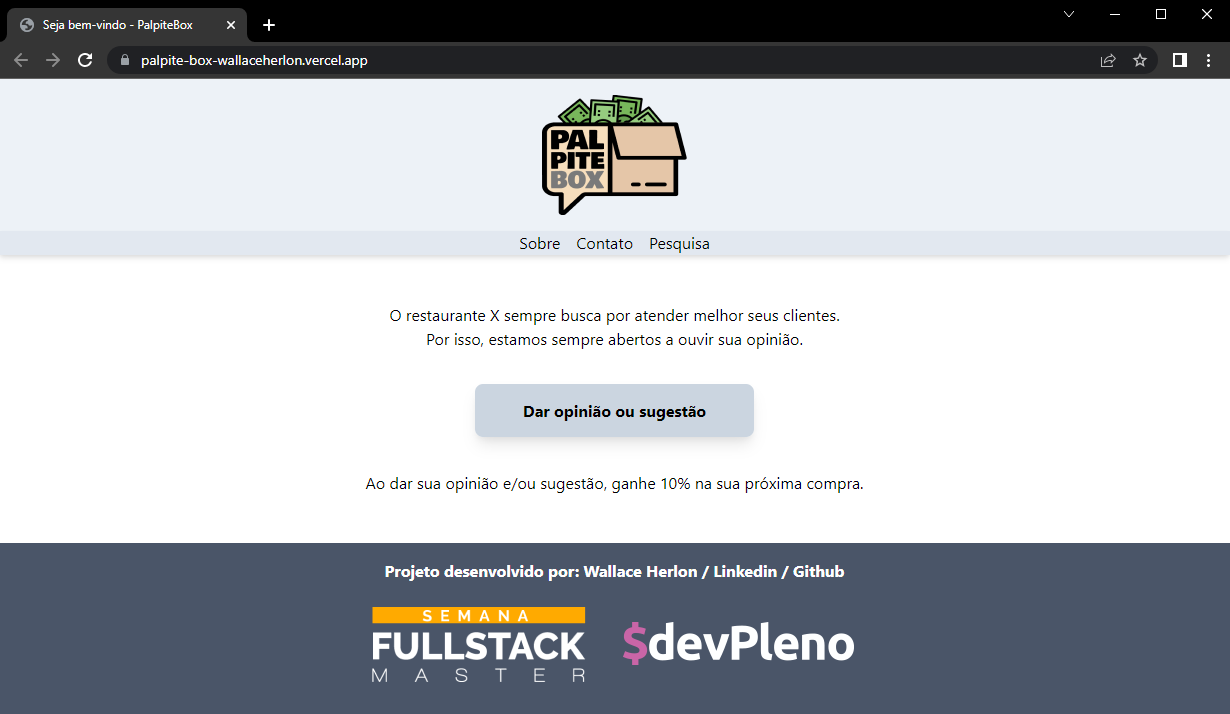 Seja bem-vindo - PalpiteBox
palpite-box-wallaceherlon.vercel.app
PAL
PITE
BOX
Sobre Contato Pesquisa
O restaurante X sempre busca por atender melhor seus clientes.
Por isso, estamos sempre abertos a ouvir sua opinião.
Dar opinião ou sugestão
Ao dar sua opinião e/ou sugestão, ganhe 10% na sua próxima compra.
Projeto desenvolvido por: Wallace Herlon / Linkedin / Github
SEMANA
FULLSTACK
MASTER
$devPleno